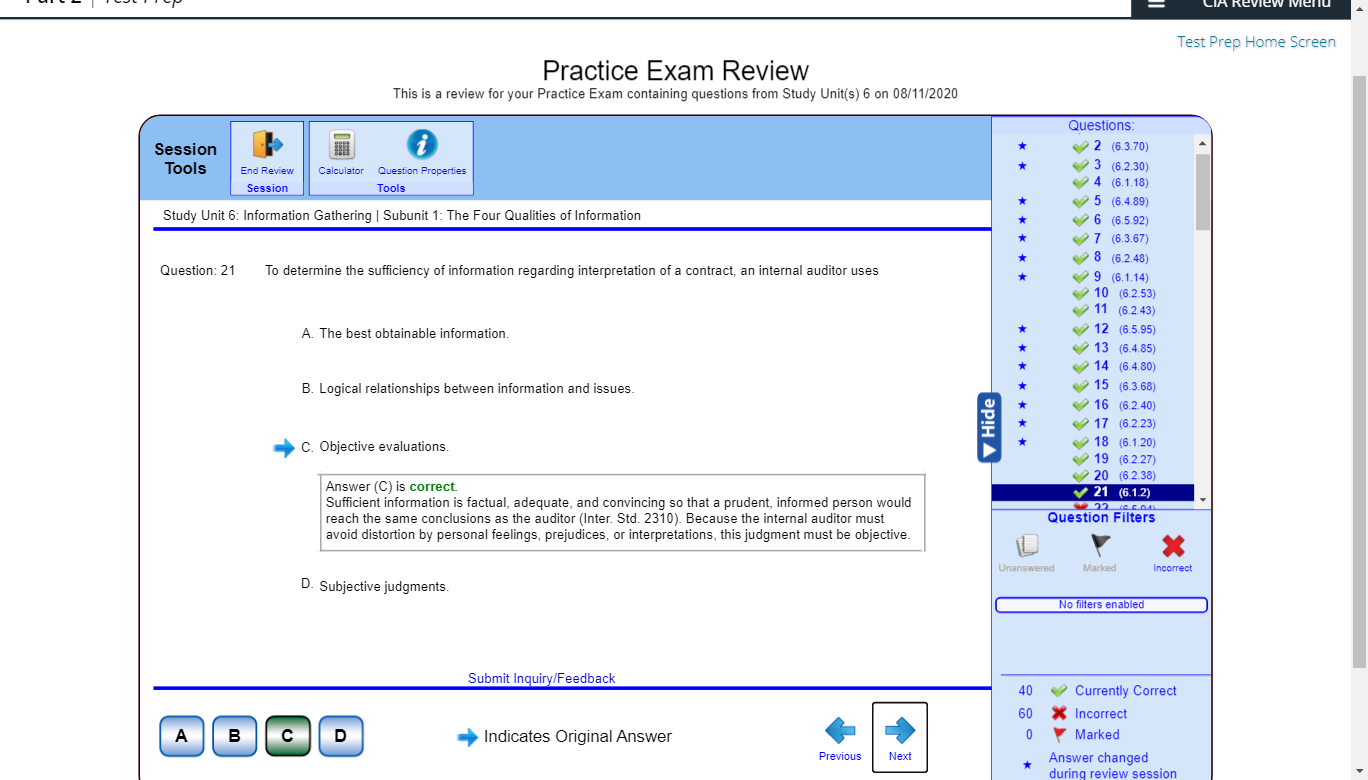 Part 2 | Test Prep
CIA Review Menu
Test Prep Home Screen
Practice Exam Review
This is a review for your Practice Exam containing questions from Study Unit(s) 6 on 08/11/2020
Session
Tools
End Review
Session
Calculator
Question Properties
Tools
Study Unit 6: Information Gathering | Subunit 1: The Four Qualities of Information
Question: 21 To determine the sufficiency of information regarding interpretation of a contract, an internal auditor uses
A. The best obtainable information.
B. Logical relationships between information and issues.
C. Objective evaluations.
Answer (C) is correct.
Sufficient information is factual, adequate, and convincing so that a prudent, informed person would
reach the same conclusions as the auditor (Inter. Std. 2310). Because the internal auditor must
avoid distortion by personal feelings, prejudices, or interpretations, this judgment must be objective.
D. Subjective judgments.
Submit Inquiry/Feedback
A B C D
Indicates Original Answer
Previous
Next
Hide
Questions:
2 (6.3.70)
3 (6.2.30)
4 (6.1.18)
5 (6.4.89)
6 (6.5.92)
7 (6.3.67)
8 (6.2.48)
9 (6.1.14)
10 (6.2.53)
11 (6.2.43)
12 (6.5.95)
13 (6.4.85)
14 (6.4.80)
15 (6.3.68)
16 (6.2.40)
17 (6.2.23)
18 (6.1.20)
19 (6.2.27)
20 (6.2.38)
21 (6.1.2)
22 (6.5.94)
Question Filters
Unanswered
Marked
Incorrect
No filters enabled
40 Currently Correct
60 Incorrect
0 Marked
Answer changed
during review session